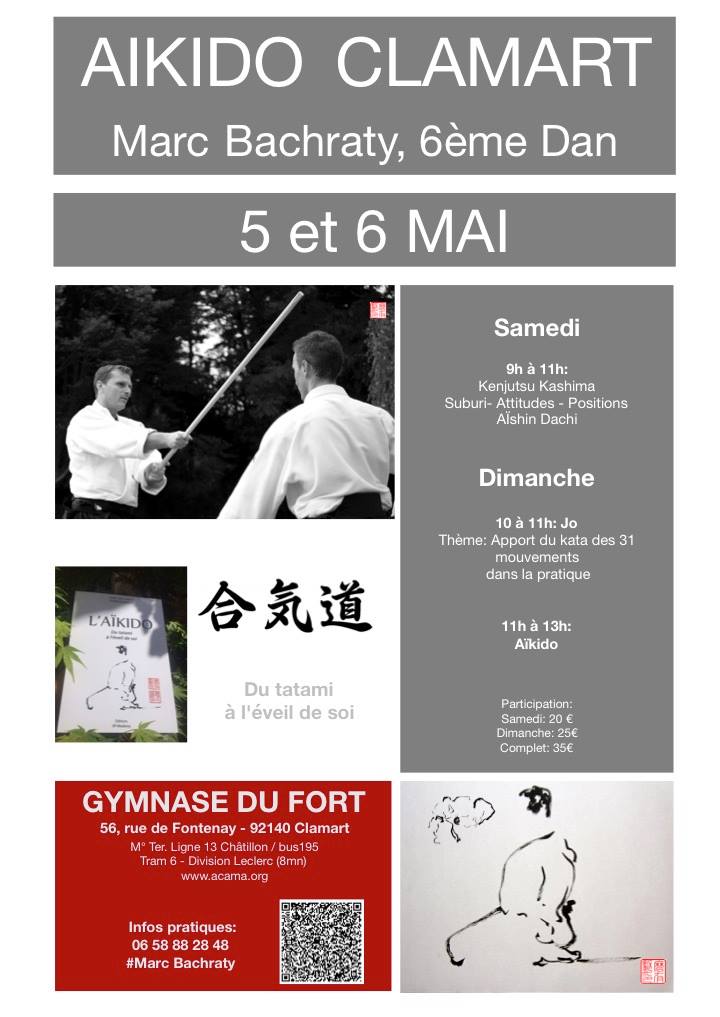 AIKIDO CLAMART
Marc Bachraty, 6ème Dan
5 et 6 MAI
Samedi
9h à 11h:
Kenjutsu Kashima
Suburi- Attitudes - Positions
AÏshin Dachi
Dimanche
10 à 11h: Jo
Thème: Apport du kata des 31
mouvements
dans la pratique
11h à 13h:
Aïkido
Participation:
Samedi: 20 €
Dimanche: 25€
Complet: 35€
L'AÏKIDO
Du tatami
à l'éveil de soi
合気道
Du tatami
à l'éveil de soi
GYMNASE DU FORT
56, rue de Fontenay - 92140 Clamart
M° Ter. Ligne 13 Châtillon / bus195
Tram 6 - Division Leclerc (8mn)
www.acama.org
Infos pratiques:
06 58 88 28 48
#Marc Bachraty